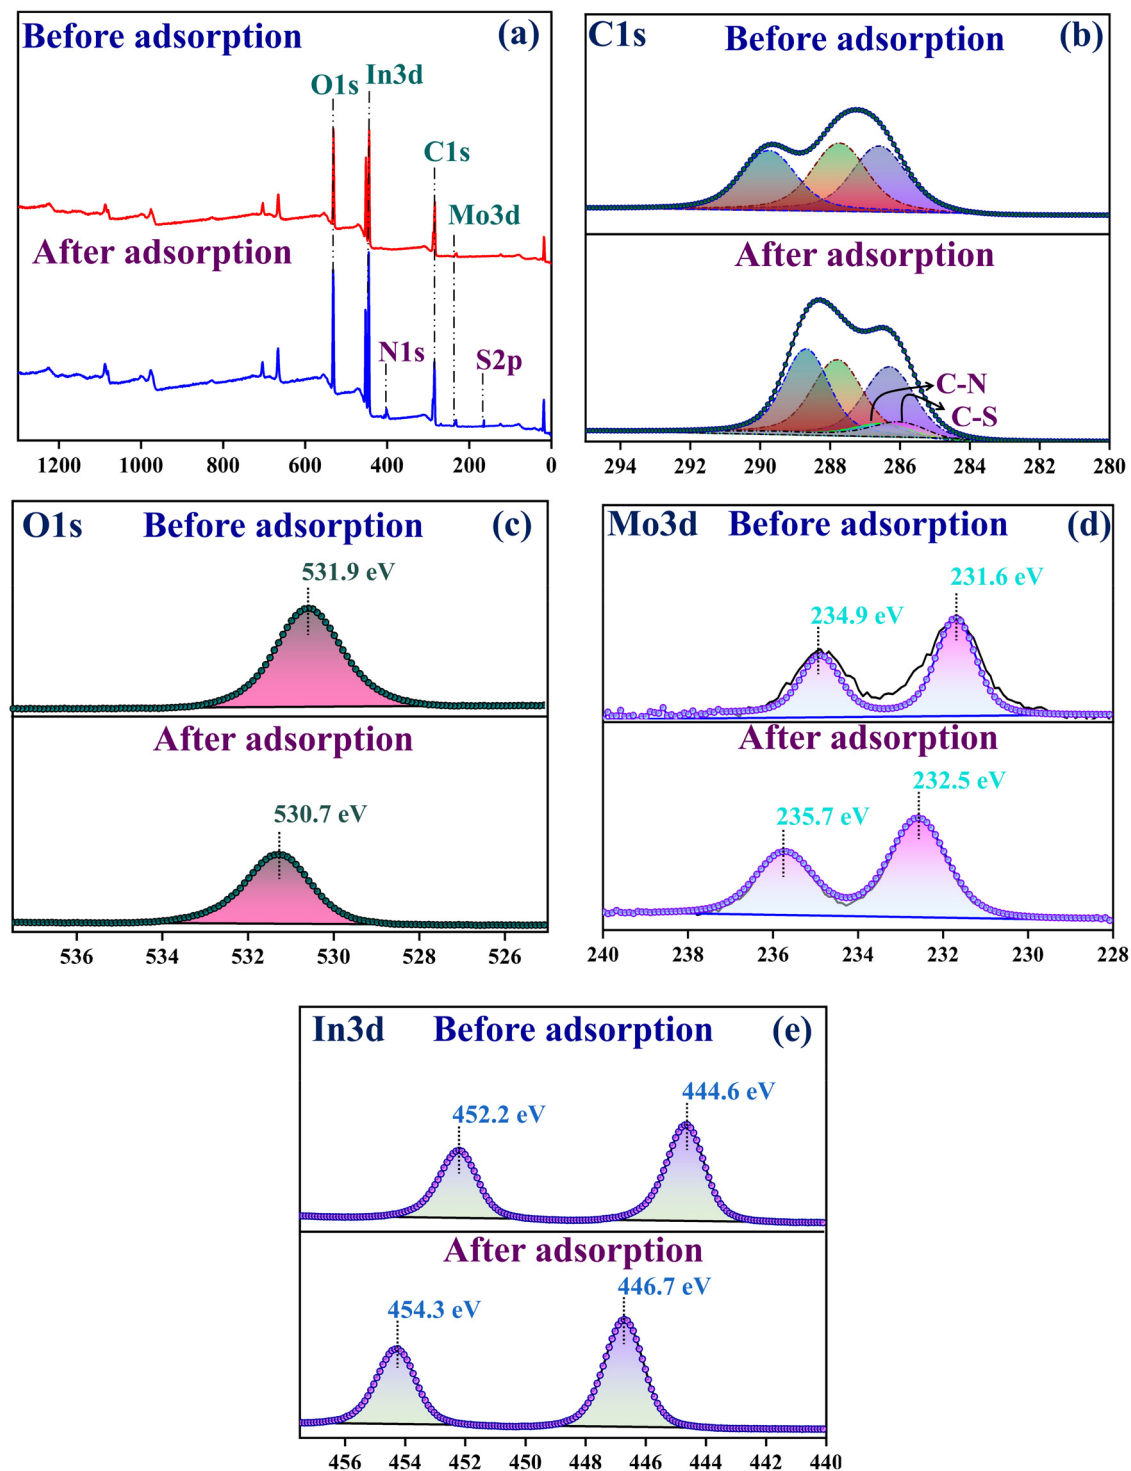 Before adsorption (a)
O1s In3d
C1s
Mo3d
After adsorption
N1s S2p
1200 1000 800 600 400 200 0
C1s Before adsorption (b)
After adsorption
C-N
C-S
294 292 290 288 286 284 282 280
O1s Before adsorption (c)
531.9 eV
After adsorption
530.7 eV
536 534 532 530 528 526
Mo3d Before adsorption (d)
231.6 eV
234.9 eV
After adsorption
232.5 eV
235.7 eV
240 238 236 234 232 230 228
In3d Before adsorption (e)
444.6 eV
452.2 eV
After adsorption
446.7 eV
454.3 eV
456 454 452 450 448 446 444 442 440